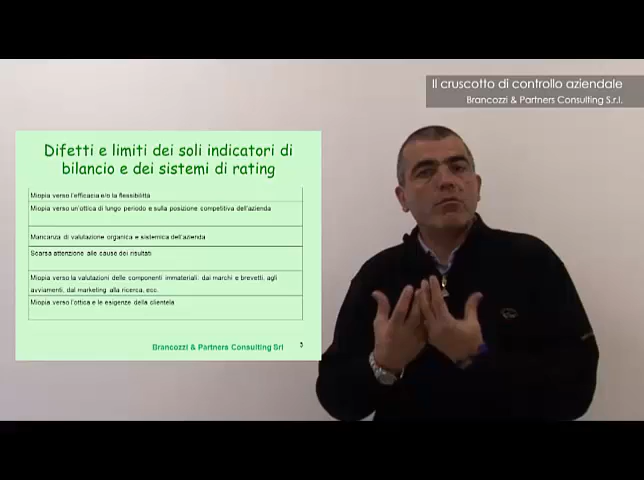 Il cruscotto di controllo aziendale
Brancozzi & Partners Consulting S.r.l.
Difetti e limiti dei soli indicatori di
bilancio e dei sistemi di rating
Miopia verso l'efficacia e/o la flessibilità
Miopia verso un'ottica di lungo periodo e sulla posizione competitiva dell'azienda
Mancanza di valutazione organica e sistemica dell'azienda
Scarsa attenzione alle cause dei risultati
Miopia verso la valutazioni delle componenti immateriali: dai marchi e brevetti, agli
avviamenti, dal marketing alla ricerca, ecc.
Miopia verso l'ottica e le esigenze della clientela
Brancozzi & Partners Consulting Srl
3